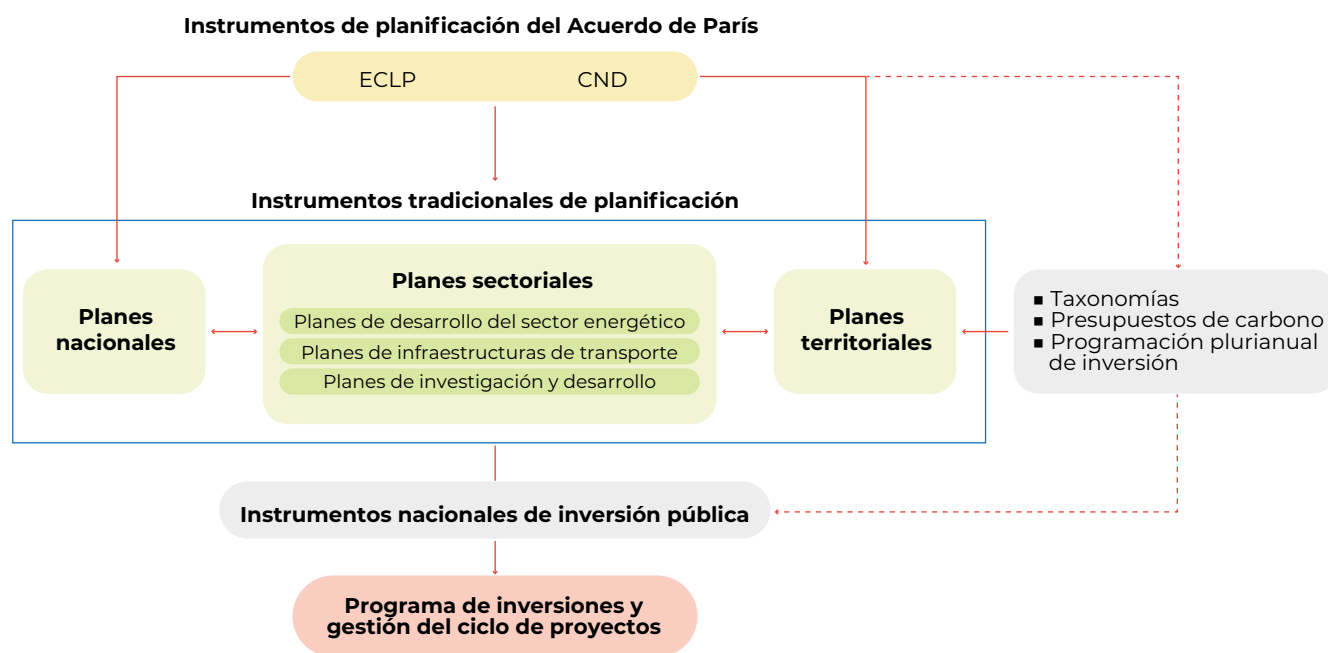 Instrumentos de planificación del Acuerdo de París
ECLP
CND
Instrumentos tradicionales de planificación
Planes
nacionales
Planes sectoriales
Planes de desarrollo del sector energético
Planes de infraestructuras de transporte
Planes de investigación y desarrollo
Planes
territoriales
▪ Taxonomías
▪ Presupuestos de carbono
▪ Programación plurianual
de inversión
Instrumentos nacionales de inversión pública
Programa de inversiones y
gestión del ciclo de proyectos